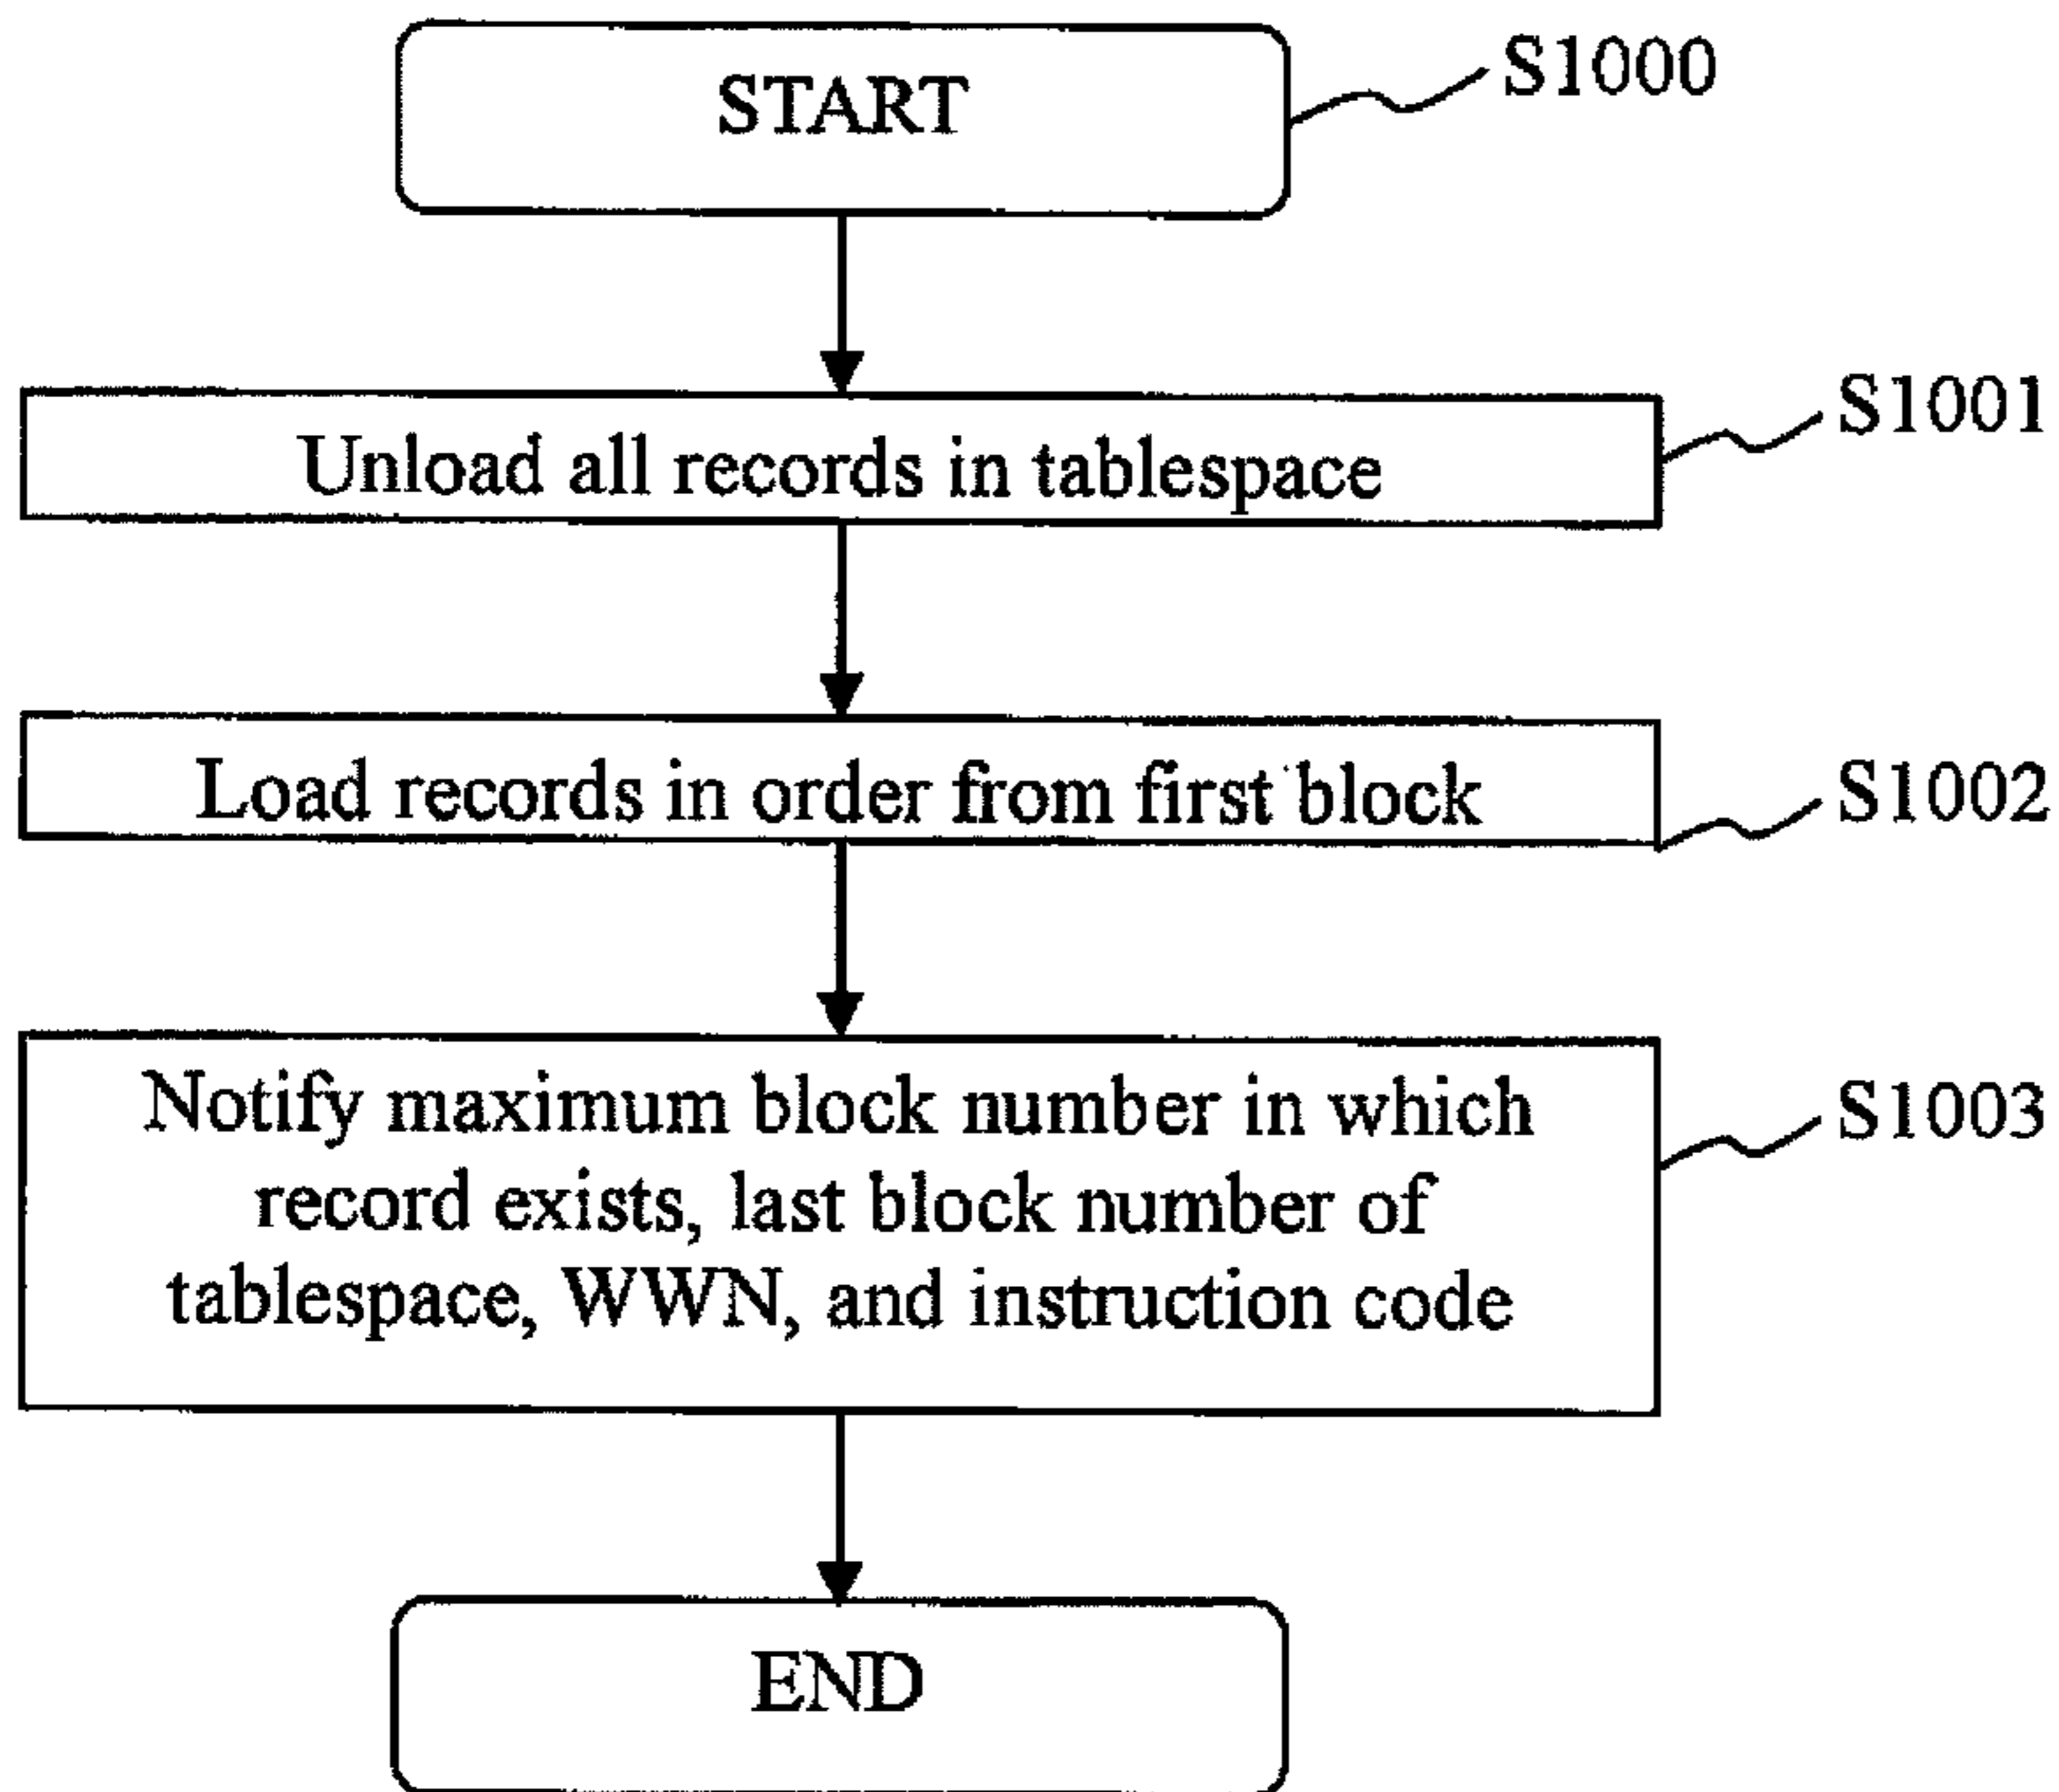 START
S1000
S1001
Unload all records in tablespace
Load records in order from first block
S1002
Notify maximum block number in which
record exists, last block number of
tablespace, WWN, and instruction code
S1003
END